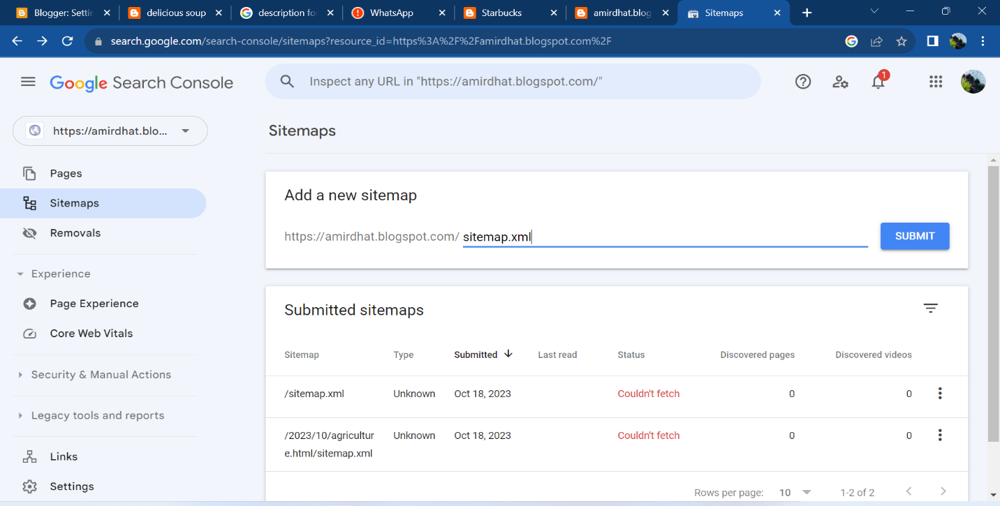 Blogger: Settin
delicious soup
description fo
WhatsApp
Starbucks
amirdhat.blog
Sitemaps
search.google.com/search-console/sitemaps?resource_id=https%3A%2F%2Famirdhat.blogspot.com%2F
Google Search Console
Inspect any URL in "https://amirdhat.blogspot.com/"
1
https://amirdhat.blo...
Sitemaps
Pages
Sitemaps
Removals
Experience
Page Experience
Core Web Vitals
Security & Manual Actions
Legacy tools and reports
Links
Settings
Add a new sitemap
https://amirdhat.blogspot.com/ sitemap.xml
SUBMIT
Submitted sitemaps
Sitemap Type Submitted Last read Status Discovered pages Discovered videos
/sitemap.xml Unknown Oct 18, 2023 Couldn't fetch 0 0
/2023/10/agricultur Unknown Oct 18, 2023 Couldn't fetch 0 0
e.html/sitemap.xml
Rows per page: 10 1-2 of 2